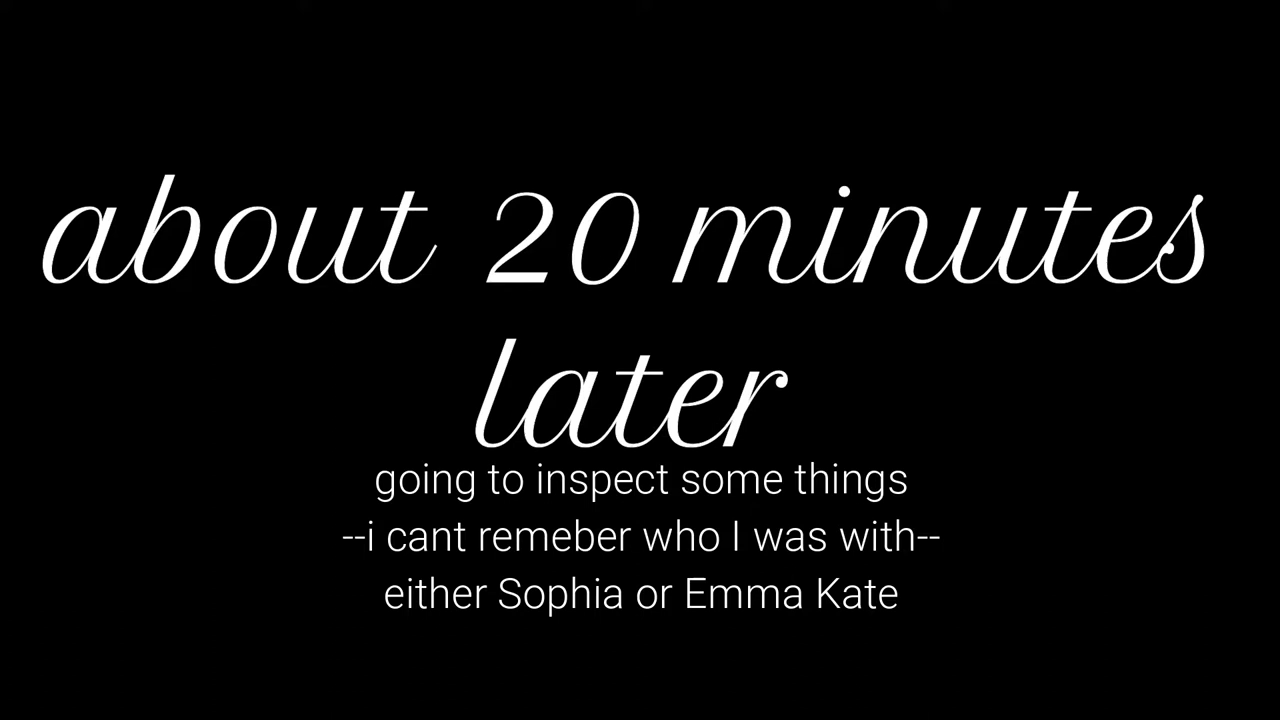 about 20 minutes
later
going to inspect some things
--i cant remeber who I was with--
either Sophia or Emma Kate